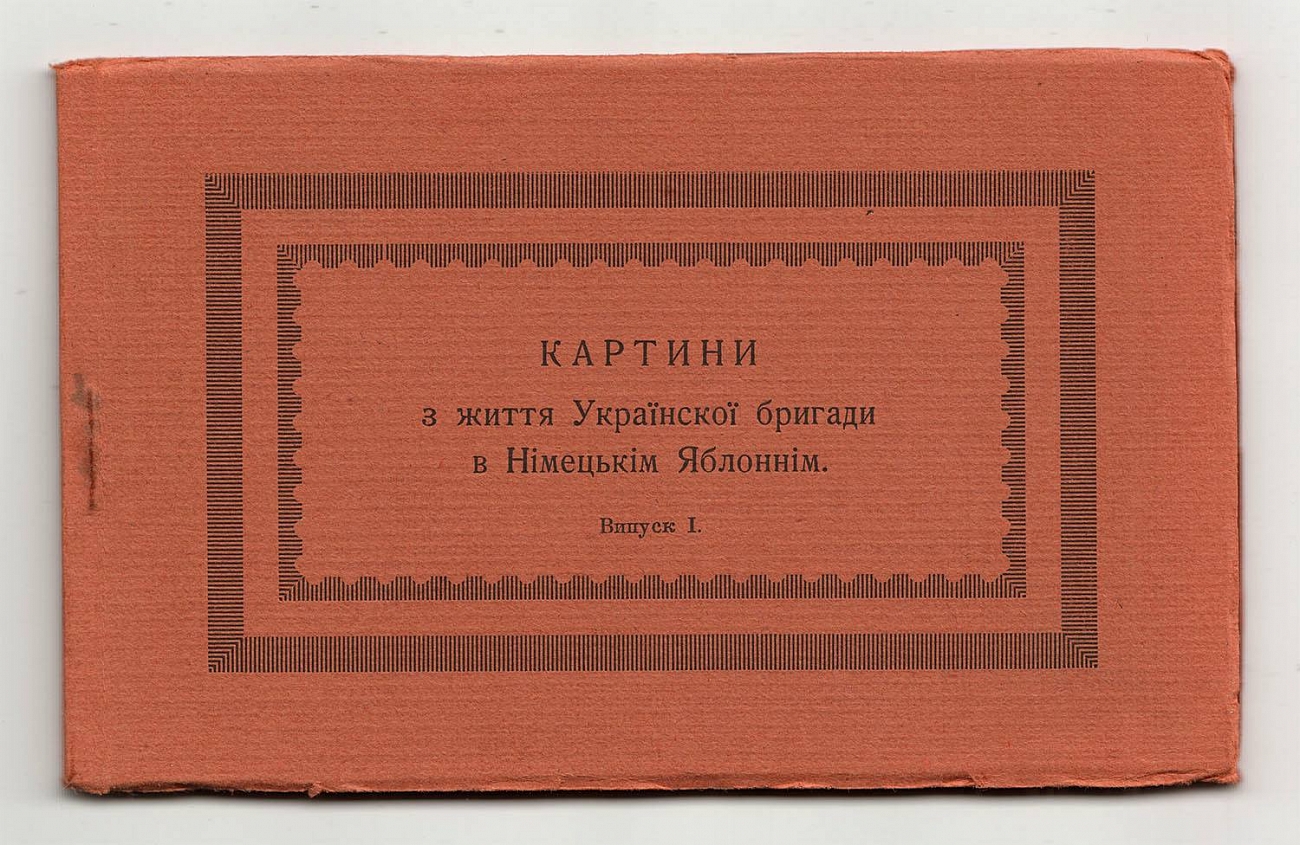 КАРТИНИ
з життя Українскої бригади
в Німецькім Яблоннім.
Випуск I.